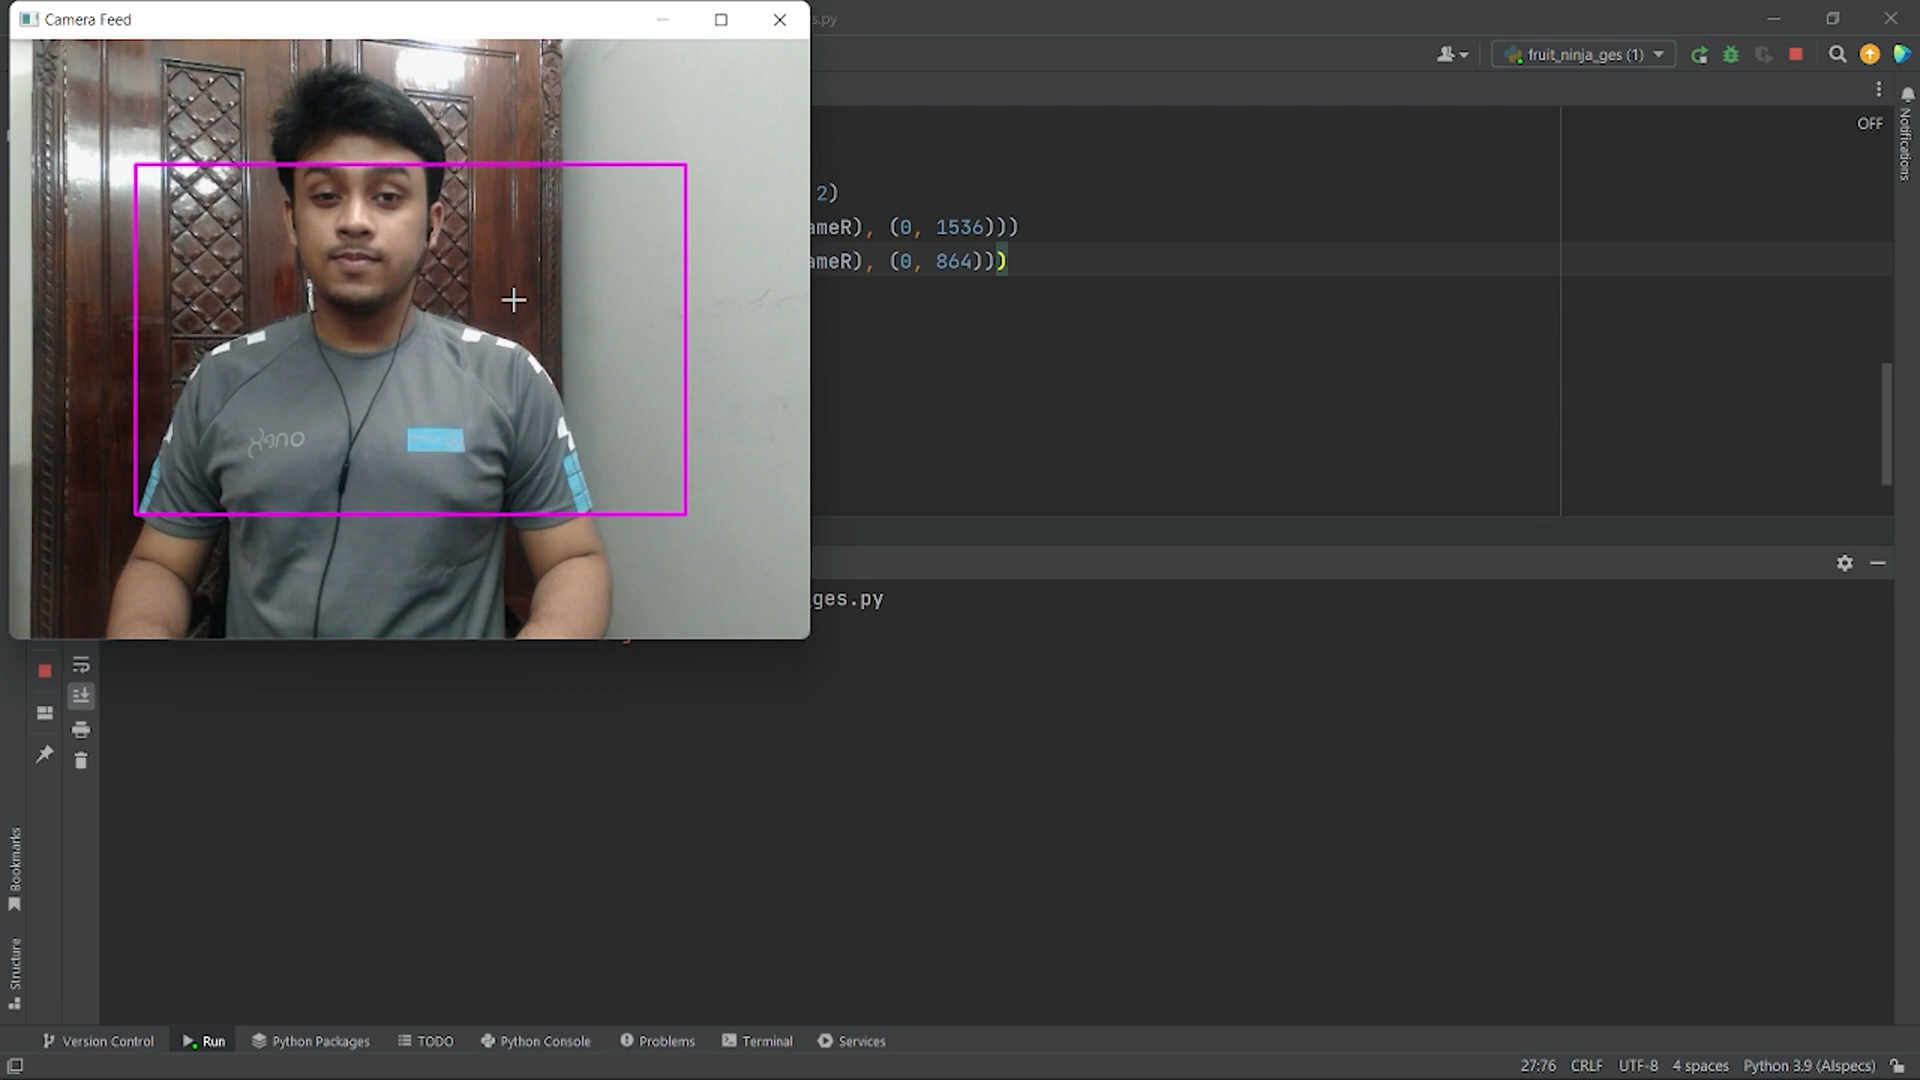 Camera Feed
s.py
fruit_ninja_ges (1)
OFF
Notifications
2)
ameR), (0, 1536)))
ameR), (0, 864)))
ges.py
Bookmarks
Structure
Version Control
Run
Python Packages
TODO
Python Console
Problems
Terminal
Services
27:76
CRLF
UTF-8
4 spaces
Python 3.9 (AIspecs)